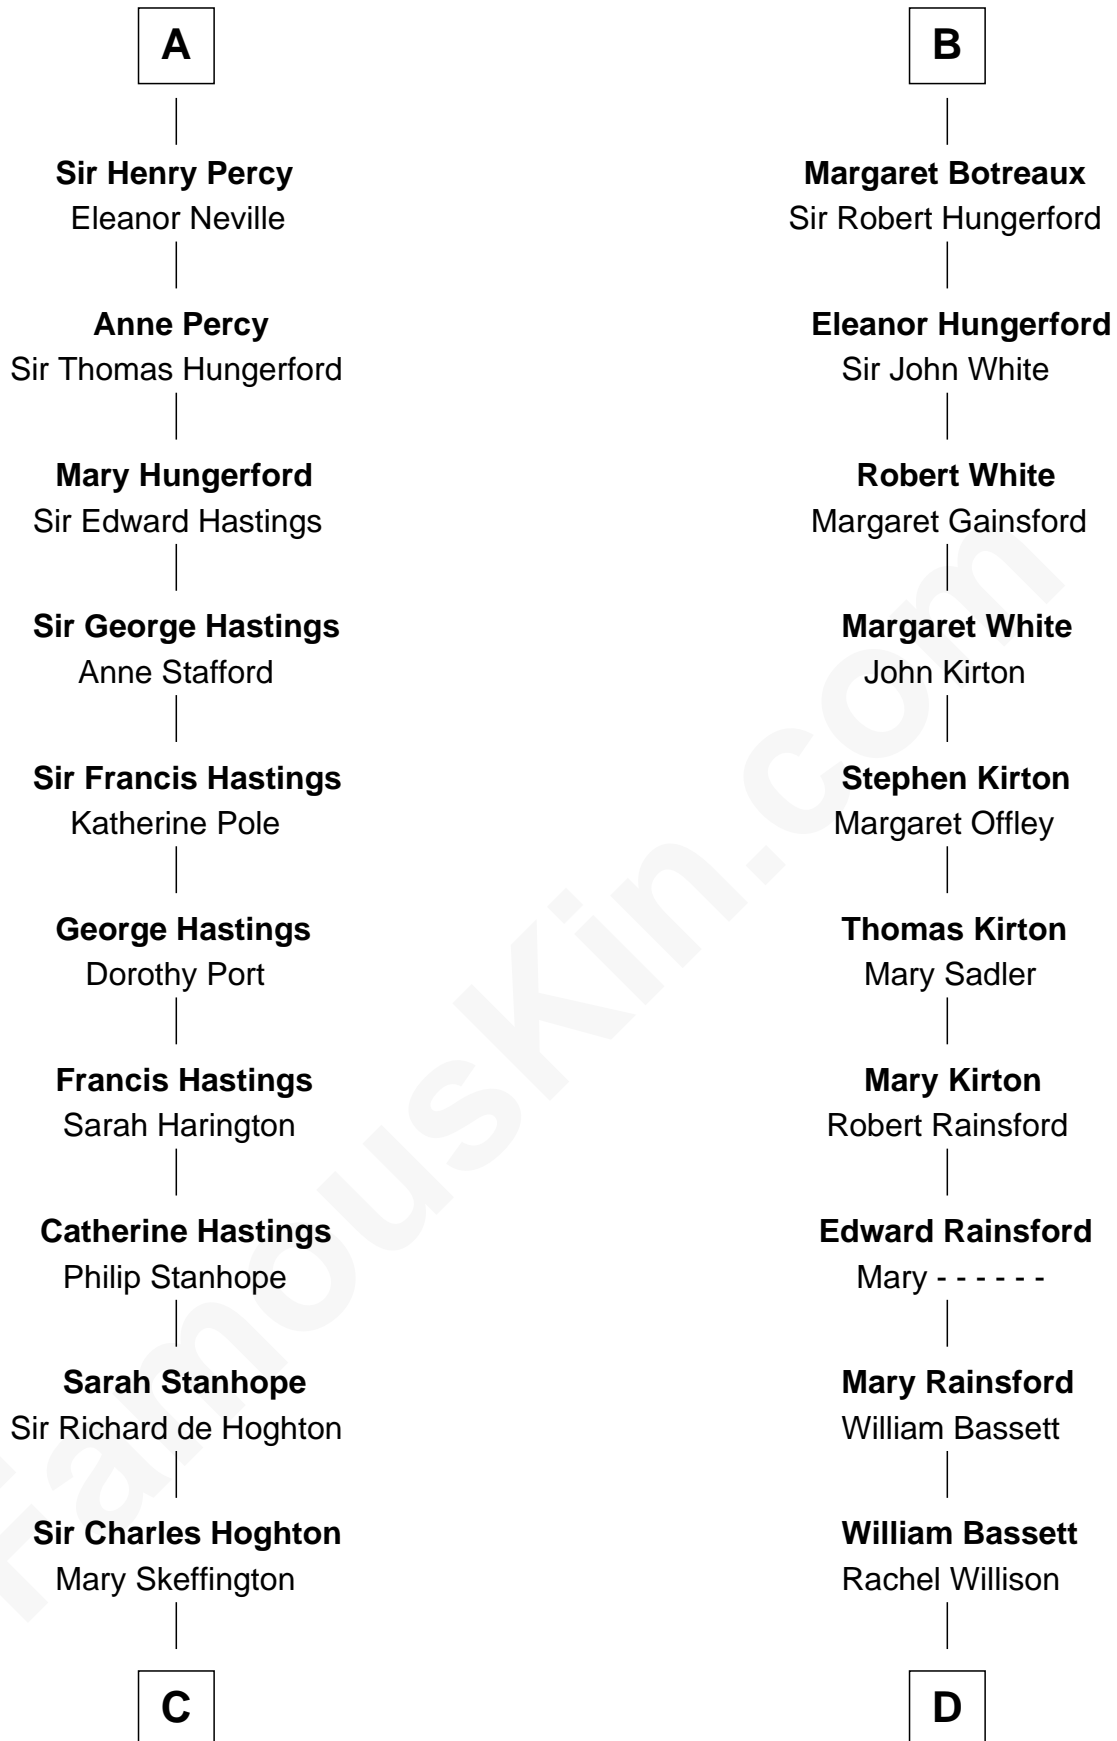 A
Sir Henry Percy
Eleanor Neville
Anne Percy
Sir Thomas Hungerford
Mary Hungerford
Sir Edward Hastings
Sir George Hastings
Anne Stafford
Sir Francis Hastings
Katherine Pole
George Hastings
Dorothy Port
Francis Hastings
Sarah Harington
Catherine Hastings
Philip Stanhope
Sarah Stanhope
Sir Richard de Hoghton
Sir Charles Hoghton
Mary Skeffington
C
B
Margaret Botreaux
Sir Robert Hungerford
Eleanor Hungerford
Sir John White
Robert White
Margaret Gainsford
Margaret White
John Kirton
Stephen Kirton
Margaret Offley
Thomas Kirton
Mary Sadler
Mary Kirton
Robert Rainsford
Edward Rainsford
Mary - - - - - -
Mary Rainsford
William Bassett
William Bassett
Rachel Willison
D
FamousKin.com